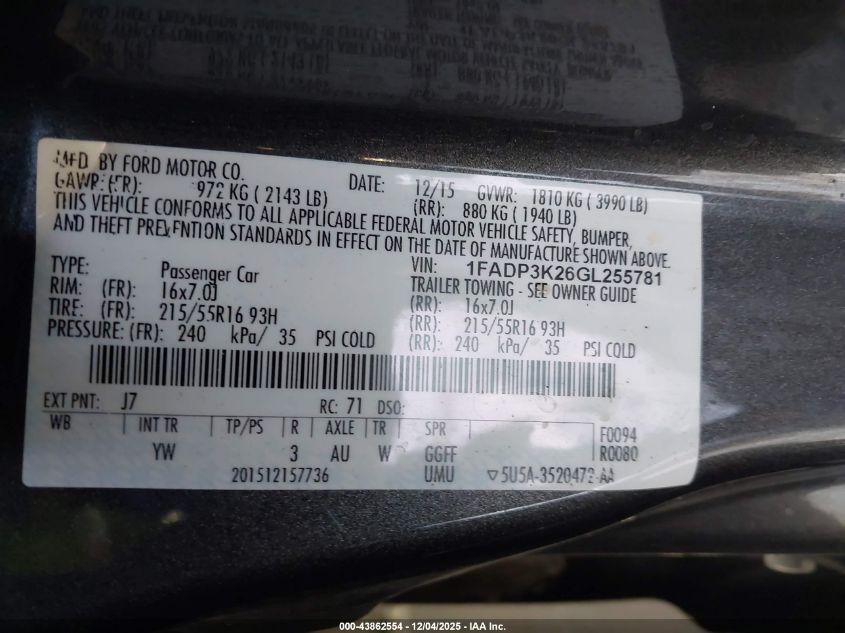 MFD BY FORD MOTOR CO. DATE: 12/15 GVWR: 1810 KG ( 3990 LB)
GAWR:(FR): 972 KG ( 2143 LB) (RR): 880 KG ( 1940 LB)
THIS VEHICLE CONFORMS TO ALL APPLICABLE FEDERAL MOTOR VEHICLE SAFETY, BUMPER,
AND THEFT PREVENTION STANDARDS IN EFFECT ON THE DATE OF MANUFACTURE SHOWN ABOVE.
VIN: 1FADP3K26GL255781
TYPE: Passenger Car TRAILER TOWING - SEE OWNER GUIDE
RIM: (FR): 16x7.0J (RR): 16x7.0J
TIRE: (FR): 215/55R16 93H (RR): 215/55R16 93H
PRESSURE: (FR): 240 kPa/ 35 PSI COLD (RR): 240 kPa/ 35 PSI COLD
EXT PNT: J7 RC: 71 DSO:
WB INT TR TP/PS R AXLE TR SPR F0094
YW 3 AU W GGFF R0080
201512157736 UMU ▽5U5A-3520472-AA
000-43862554 - 12/04/2025 - IAA Inc.